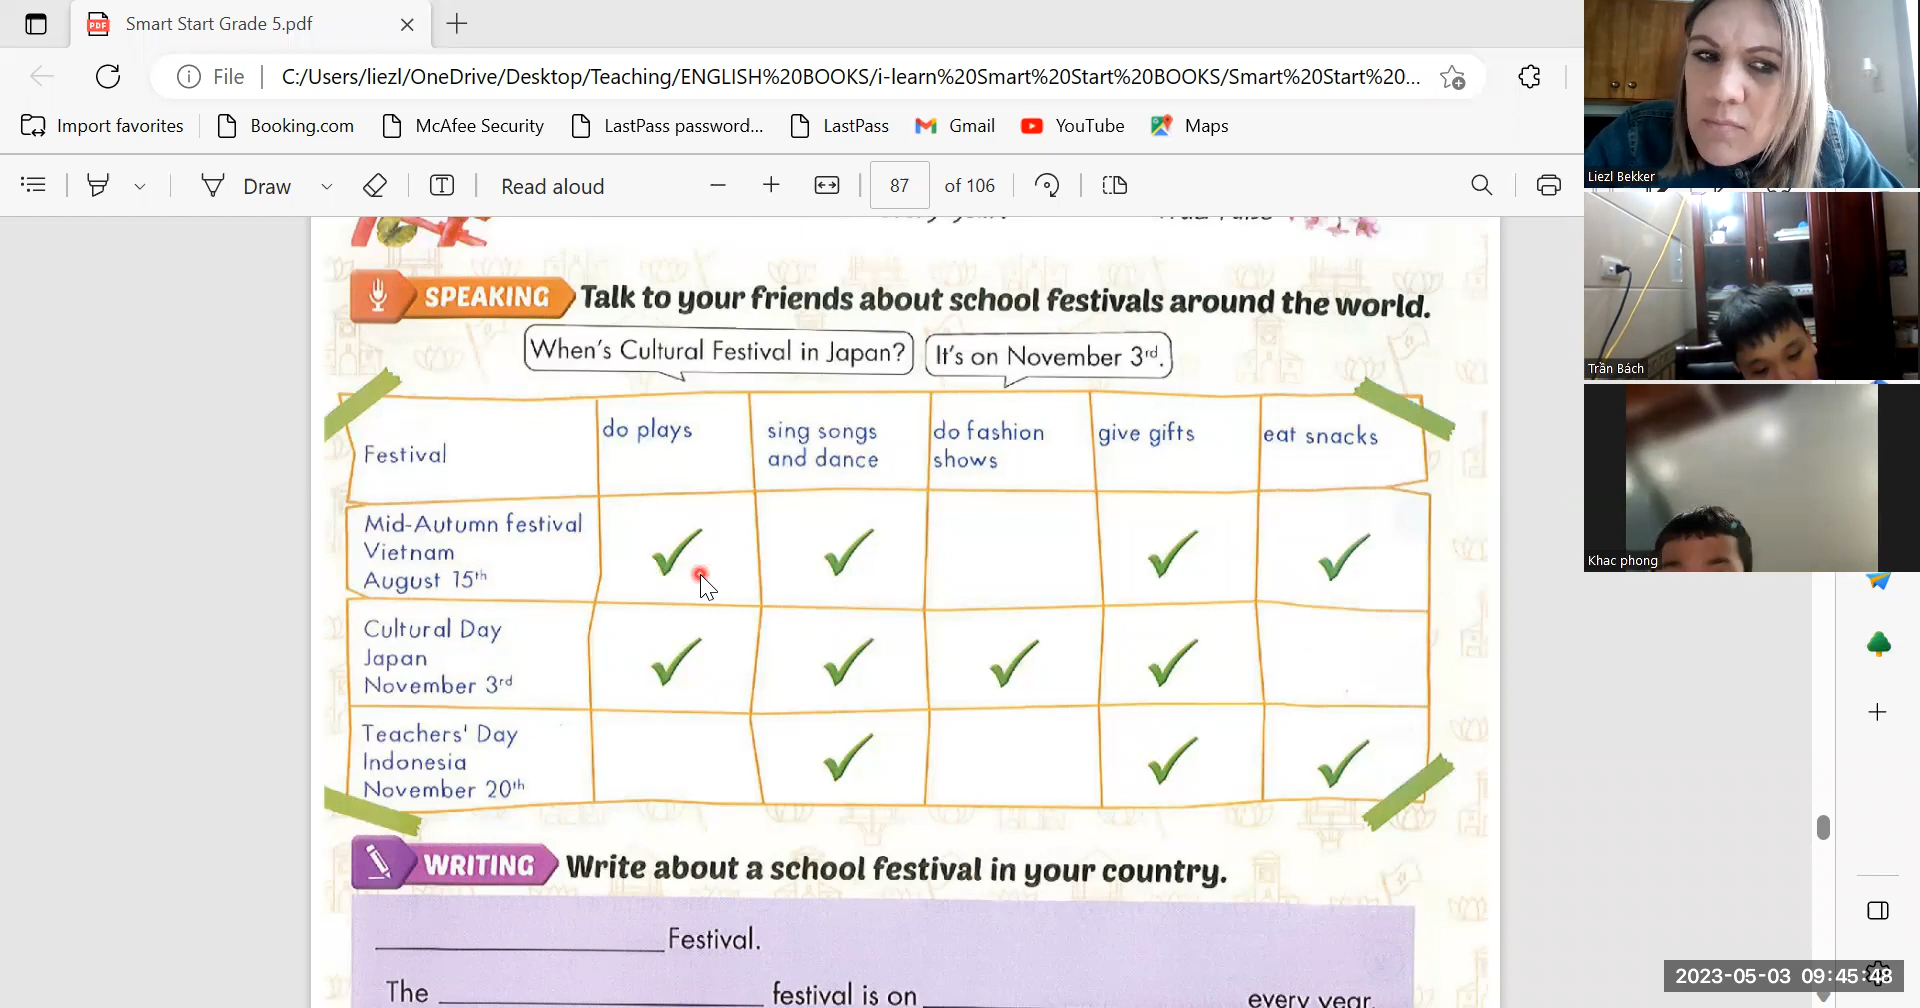 Smart Start Grade 5.pdf
File
C:/Users/liezl/OneDrive/Desktop/Teaching/ENGLISH%20BOOKS/i-learn%20Smart%20Start%20BOOKS/Smart%20Start%20...
Import favorites
Booking.com
McAfee Security
LastPass password...
LastPass
Gmail
YouTube
Maps
Draw
Read aloud
87
of 106
SPEAKING
Talk to your friends about school festivals around the world.
When's Cultural Festival in Japan?
It's on November 3rd.
Festival
do plays
sing songs
and dance
do fashion
shows
give gifts
eat snacks
Mid-Autumn festival
Vietnam
August 15th
Cultural Day
Japan
November 3rd
Teachers' Day
Indonesia
November 20th
WRITING
Write about a school festival in your country.
Festival.
The festival is on every year.
Liezl Bekker
Trần Bách
Khac phong
2023-05-03 09:45:48